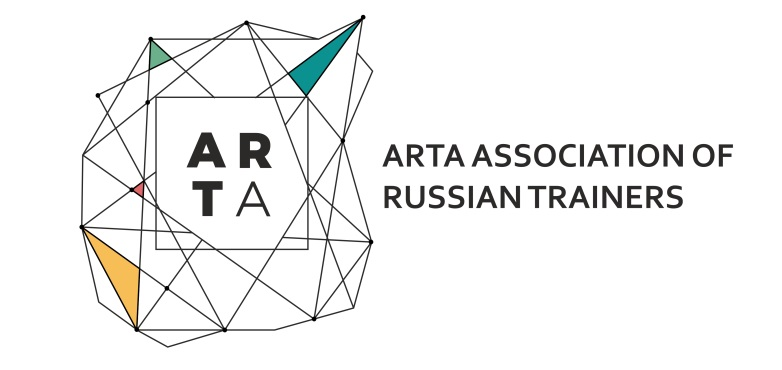 AR
TA
ARTA ASSOCIATION OF
RUSSIAN TRAINERS